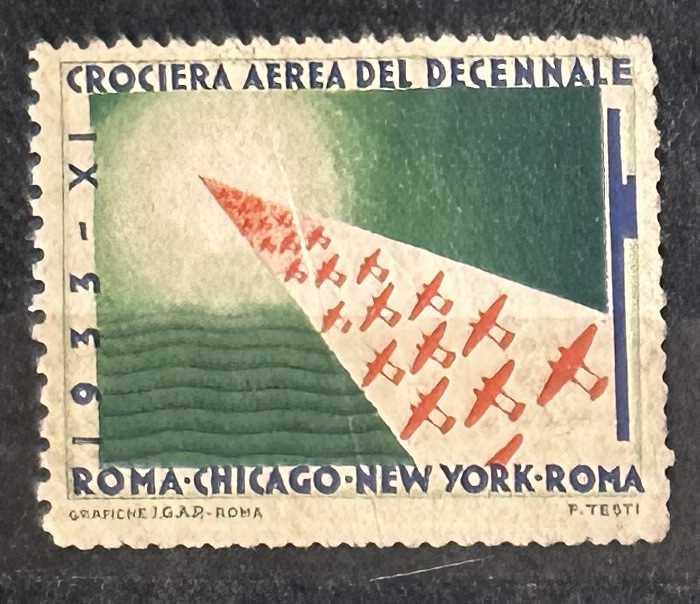 CROCIERA AEREA DEL DECENNALE
1933-XI
ROMA·CHICAGO·NEW YORK·ROMA
GRAFICHE I.G.A.P.-ROMA
P. TESTI